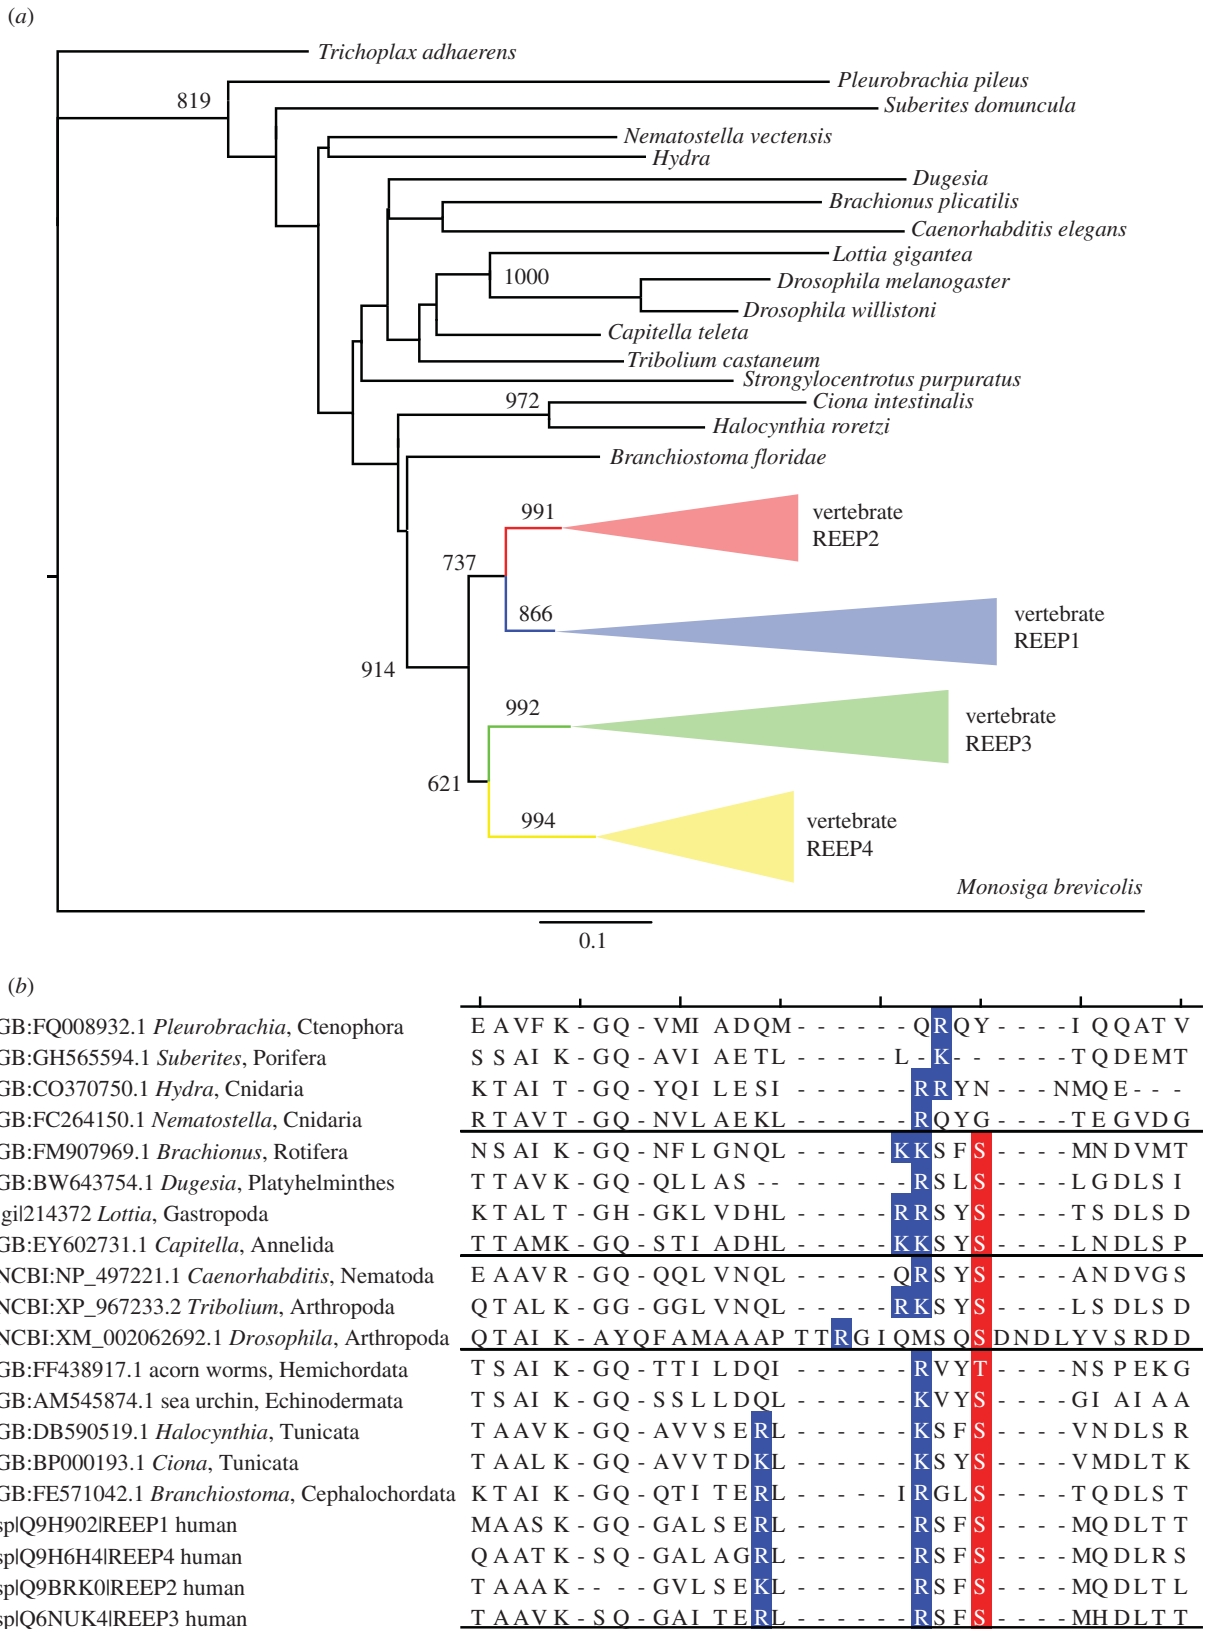 (a)
Trichoplax adhaerens
Pleurobrachia pileus
819
Suberites domuncula
Nematostella vectensis
Hydra
Dugesia
Brachionus plicatilis
Caenorhabditis elegans
Lottia gigantea
1000
Drosophila melanogaster
Drosophila willistoni
Capitella teleta
Tribolium castaneum
Strongylocentrotus purpuratus
972
Ciona intestinalis
Halocynthia roretzi
Branchiostoma floridae
991
vertebrate
REEP2
737
866
vertebrate
REEP1
914
992
vertebrate
REEP3
621
994
vertebrate
REEP4
Monosiga brevicolis
0.1
(b)
GB:FQ008932.1 Pleurobrachia, Ctenophora E A V F K - G Q - V M I A D Q M - - - - - - Q R Q Y - - - - I Q Q A T V
GB:GH565594.1 Suberites, Porifera S S A I K - G Q - A V I A E T L - - - - - L - K - - - - - - T Q D E M T
GB:CO370750.1 Hydra, Cnidaria K T A I T - G Q - Y Q I L E S I - - - - - - R R Y N - - - N M Q E - - -
GB:FC264150.1 Nematostella, Cnidaria R T A V T - G Q - N V L A E K L - - - - - - R Q Y G - - - - T E G V D G
GB:FM907969.1 Brachionus, Rotifera N S A I K - G Q - N F L G N Q L - - - - - K K S F S - - - - M N D V M T
GB:BW643754.1 Dugesia, Platyhelminthes T T A V K - G Q - Q L L A S - - - - - - - - R S L S - - - - L G D L S I
gi|214372 Lottia, Gastropoda K T A L T - G H - G K L V D H L - - - - - R R S Y S - - - - T S D L S D
GB:EY602731.1 Capitella, Annelida T T A M K - G Q - S T I A D H L - - - - - K K S Y S - - - - L N D L S P
NCBI:NP_497221.1 Caenorhabditis, Nematoda E A A V R - G Q - Q Q L V N Q L - - - - - Q R S Y S - - - - A N D V G S
NCBI:XP_967233.2 Tribolium, Arthropoda Q T A L K - G G - G G L V N Q L - - - - - R K S Y S - - - - L S D L S D
NCBI:XM_002062692.1 Drosophila, Arthropoda Q T A I K - A Y Q F A M A A A P T T R G I Q M S Q S D N D L Y V S R D D
GB:FF438917.1 acorn worms, Hemichordata T S A I K - G Q - T T I L D Q I - - - - - - R V Y T - - - - N S P E K G
GB:AM545874.1 sea urchin, Echinodermata T S A I K - G Q - S S L L D Q L - - - - - - K V Y S - - - - G I A I A A
GB:DB590519.1 Halocynthia, Tunicata T A A V K - G Q - A V V S E R L - - - - - - K S F S - - - - V N D L S R
GB:BP000193.1 Ciona, Tunicata T A A L K - G Q - A V V T D K L - - - - - - K S Y S - - - - V M D L T K
GB:FE571042.1 Branchiostoma, Cephalochordata K T A I K - G Q - Q T I T E R L - - - - - I R G L S - - - - T Q D L S T
sp|Q9H902|REEP1 human M A A S K - G Q - G A L S E R L - - - - - - R S F S - - - - M Q D L T T
sp|Q9H6H4|REEP4 human Q A A T K - S Q - G A L A G R L - - - - - - R S F S - - - - M Q D L R S
sp|Q9BRK0|REEP2 human T A A A K - - - - G V L S E K L - - - - - - R S F S - - - - M Q D L T L
sp|Q6NUK4|REEP3 human T A A V K - S Q - G A I T E R L - - - - - - R S F S - - - - M H D L T T